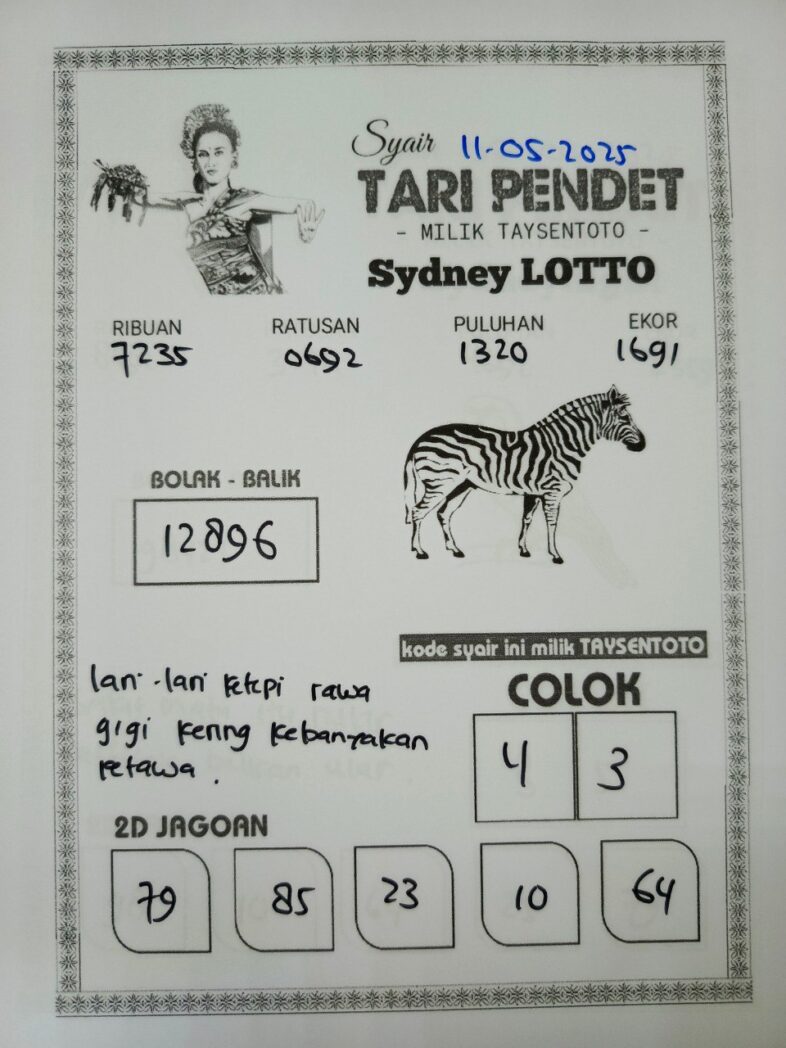 Syair 11-05-2025
TARI PENDET
- MILIK TAYSENTOTO -
Sydney LOTTO
RIBUAN RATUSAN PULUHAN EKOR
7235 0692 1320 1691
BOLAK - BALIK
12896
kode syair ini milik TAYSENTOTO
lari-lari ketepi rawa
gigi kering kebanyakan
ketawa.
COLOK
4 3
2D JAGOAN
79 85 23 10 64